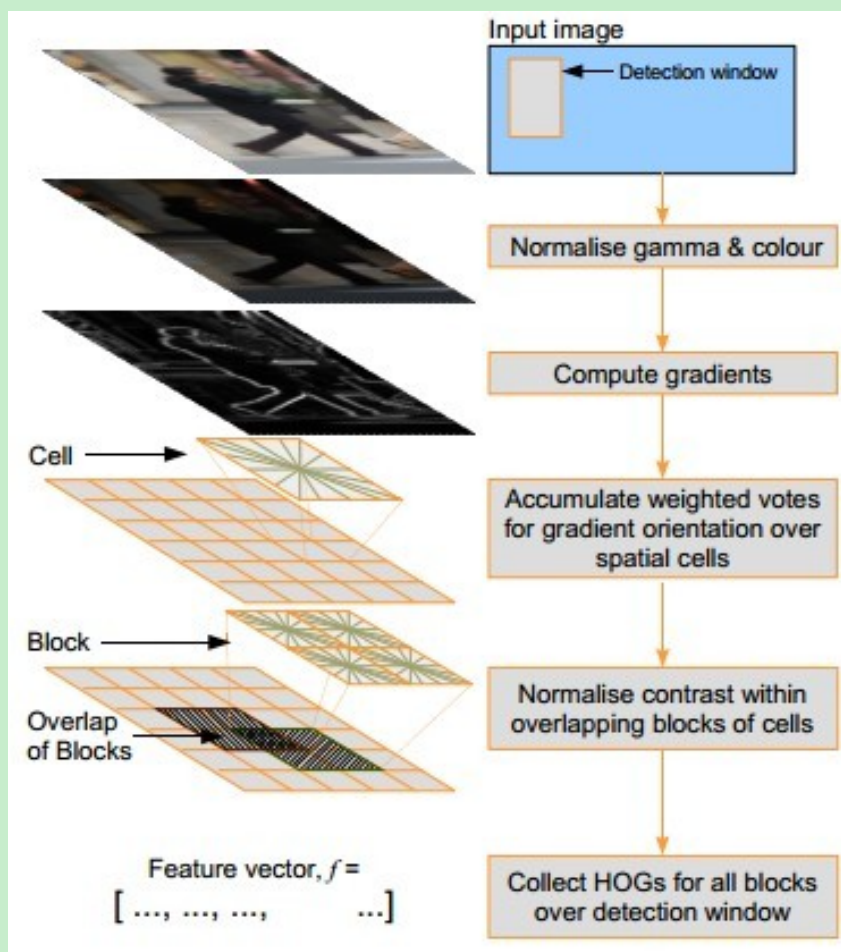 Input image
Detection window
Normalise gamma & colour
Compute gradients
Cell
Accumulate weighted votes
for gradient orientation over
spatial cells
Block
Overlap
of Blocks
Normalise contrast within
overlapping blocks of cells
Feature vector, f =
[ ..., ..., ..., ...]
Collect HOGs for all blocks
over detection window